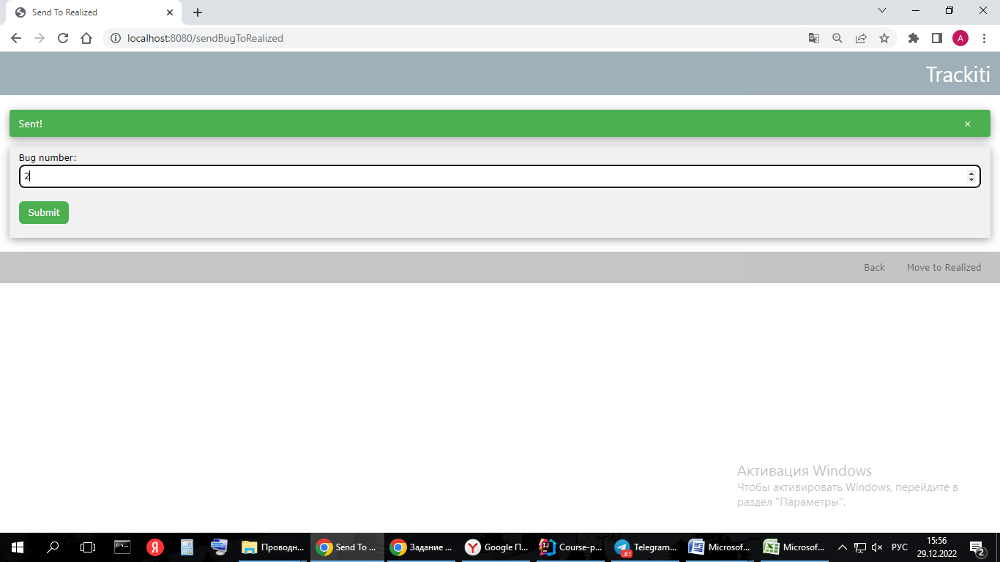 Send To Realized
localhost:8080/sendBugToRealized
A
Trackiti
Sent! ×
Bug number:
2
Submit
Back Move to Realized
Активация Windows
Чтобы активировать Windows, перейдите в
раздел "Параметры".
C:\.
Я
Проводн... Send To ... Задание ... Y Google П... IJ Course-p... 81 Telegram... W Microsof... X Microsof... РУС
15:56
29.12.2022
2